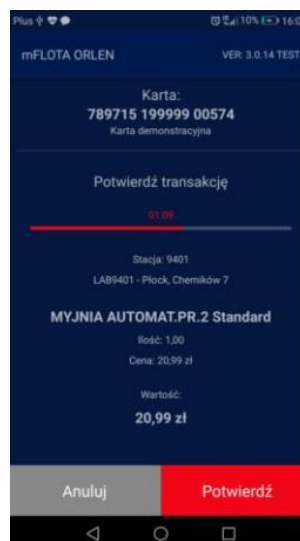 Plus 10% 16:0
mFLOTA ORLEN VER: 3.0.14 TEST
Karta:
789715 199999 00574
Karta demonstracyjna
Potwierdź transakcję
01:09
Stacja: 9401
LAB9401 - Płock, Chemików 7
MYJNIA AUTOMAT.PR.2 Standard
Ilość: 1,00
Cena: 20,99 zł
Wartość:
20,99 zł
Anuluj Potwierdź